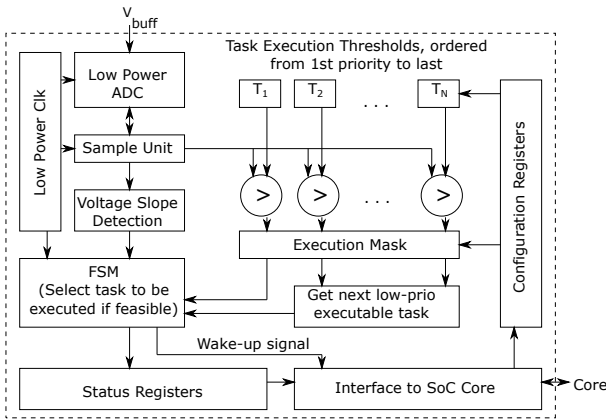 V
buff
Task Execution Thresholds, ordered
from 1st priority to last
Low Power Clk
Low Power
ADC
T1
T2
. . .
TN
Sample Unit
Configuration Registers
Voltage Slope
Detection
>
>
. . .
>
Execution Mask
FSM
(Select task to be
executed if feasible)
Get next low-prio
executable task
Wake-up signal
Status Registers
Interface to SoC Core
Core